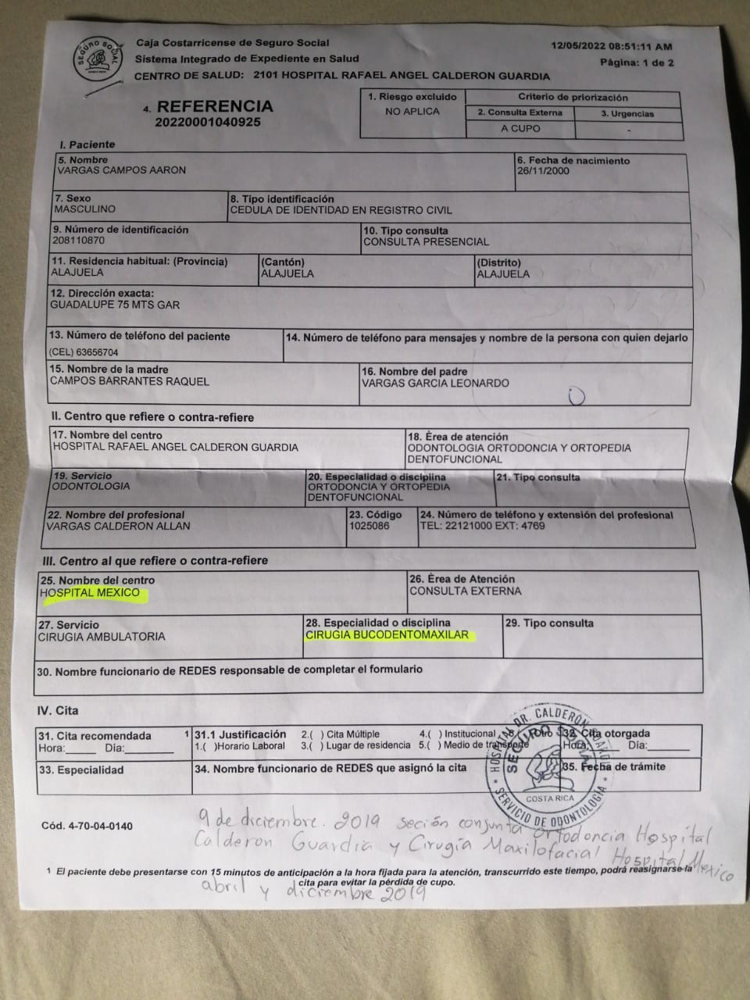 Caja Costarricense de Seguro Social
Sistema Integrado de Expediente en Salud
CENTRO DE SALUD: 2101 HOSPITAL RAFAEL ANGEL CALDERON GUARDIA
12/05/2022 08:51:11 AM
Página: 1 de 2
SEGURO SOCIAL
4. REFERENCIA
20220001040925
1. Riesgo excluido
NO APLICA
Criterio de priorización
2. Consulta Externa
A CUPO
3. Urgencias
-
I. Paciente
5. Nombre
VARGAS CAMPOS AARON
6. Fecha de nacimiento
26/11/2000
7. Sexo
MASCULINO
8. Tipo identificación
CEDULA DE IDENTIDAD EN REGISTRO CIVIL
9. Número de identificación
208110870
10. Tipo consulta
CONSULTA PRESENCIAL
11. Residencia habitual: (Provincia)
ALAJUELA
(Cantón)
ALAJUELA
(Distrito)
ALAJUELA
12. Dirección exacta:
GUADALUPE 75 MTS GAR
13. Número de teléfono del paciente
(CEL) 63656704
14. Número de teléfono para mensajes y nombre de la persona con quien dejarlo
15. Nombre de la madre
CAMPOS BARRANTES RAQUEL
16. Nombre del padre
VARGAS GARCIA LEONARDO
II. Centro que refiere o contra-refiere
17. Nombre del centro
HOSPITAL RAFAEL ANGEL CALDERON GUARDIA
18. Èrea de atención
ODONTOLOGIA ORTODONCIA Y ORTOPEDIA
DENTOFUNCIONAL
19. Servicio
ODONTOLOGIA
20. Especialidad o disciplina
ORTODONCIA Y ORTOPEDIA
DENTOFUNCIONAL
21. Tipo consulta
22. Nombre del profesional
VARGAS CALDERON ALLAN
23. Código
1025086
24. Número de teléfono y extensión del profesional
TEL: 22121000 EXT: 4769
III. Centro al que refiere o contra-refiere
25. Nombre del centro
HOSPITAL MEXICO
26. Èrea de Atención
CONSULTA EXTERNA
27. Servicio
CIRUGIA AMBULATORIA
28. Especialidad o disciplina
CIRUGIA BUCODENTOMAXILAR
29. Tipo consulta
30. Nombre funcionario de REDES responsable de completar el formulario
IV. Cita
31. Cita recomendada
Hora:______ Día:_________
1 31.1 Justificación 2.( ) Cita Múltiple 4.( ) Institucional
1.( )Horario Laboral 3.( ) Lugar de residencia 5.( ) Medio de transporte
32. Cita otorgada
Hora:______ Día:________
33. Especialidad
34. Nombre funcionario de REDES que asignó la cita
35. Fecha de trámite
HOSPITAL DR. CALDERON GUARDIA
SEGURO SOCIAL
COSTA RICA
* SERVICIO DE ODONTOLOGÍA *
Cód. 4-70-04-0140
9 de diciembre. 2019 seción conjunta ortodoncia Hospital
Calderon Guardia y Cirugía Maxilofacial Hospital Mexico
1 El paciente debe presentarse con 15 minutos de anticipación a la hora fijada para la atención, transcurrido este tiempo, podrá reasignarse la
cita para evitar la pérdida de cupo.
abril y diciembre 2019